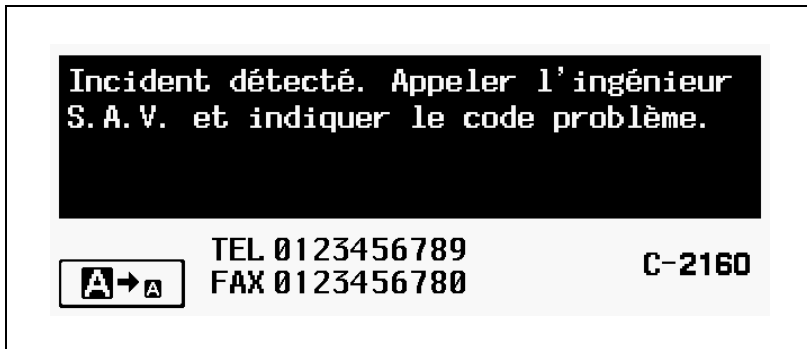 Incident détecté. Appeler l'ingénieur
S.A.V. et indiquer le code problème.
TEL 0123456789
FAX 0123456780
C-2160
A→A